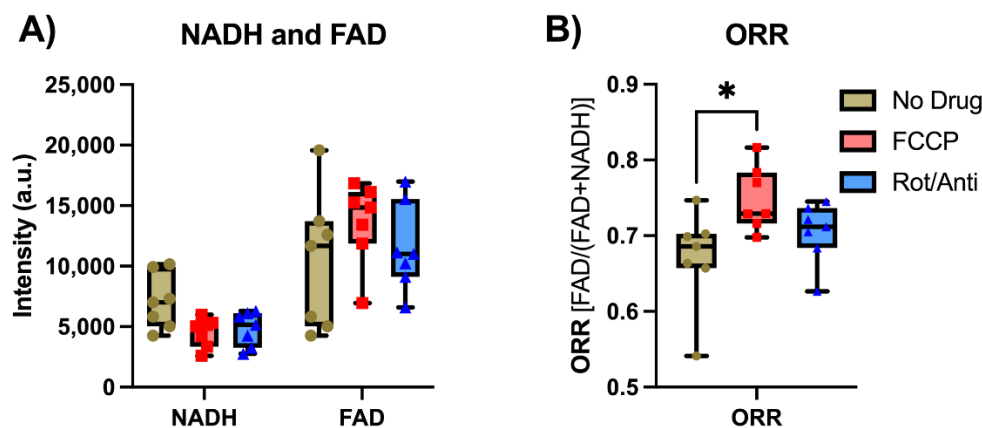 A)
NADH and FAD
Intensity (a.u.)
25,000
20,000
15,000
10,000
5,000
0
NADH
FAD
B)
ORR
*
ORR [FAD/(FAD+NADH)]
0.9
0.8
0.7
0.6
0.5
ORR
No Drug
FCCP
Rot/Anti